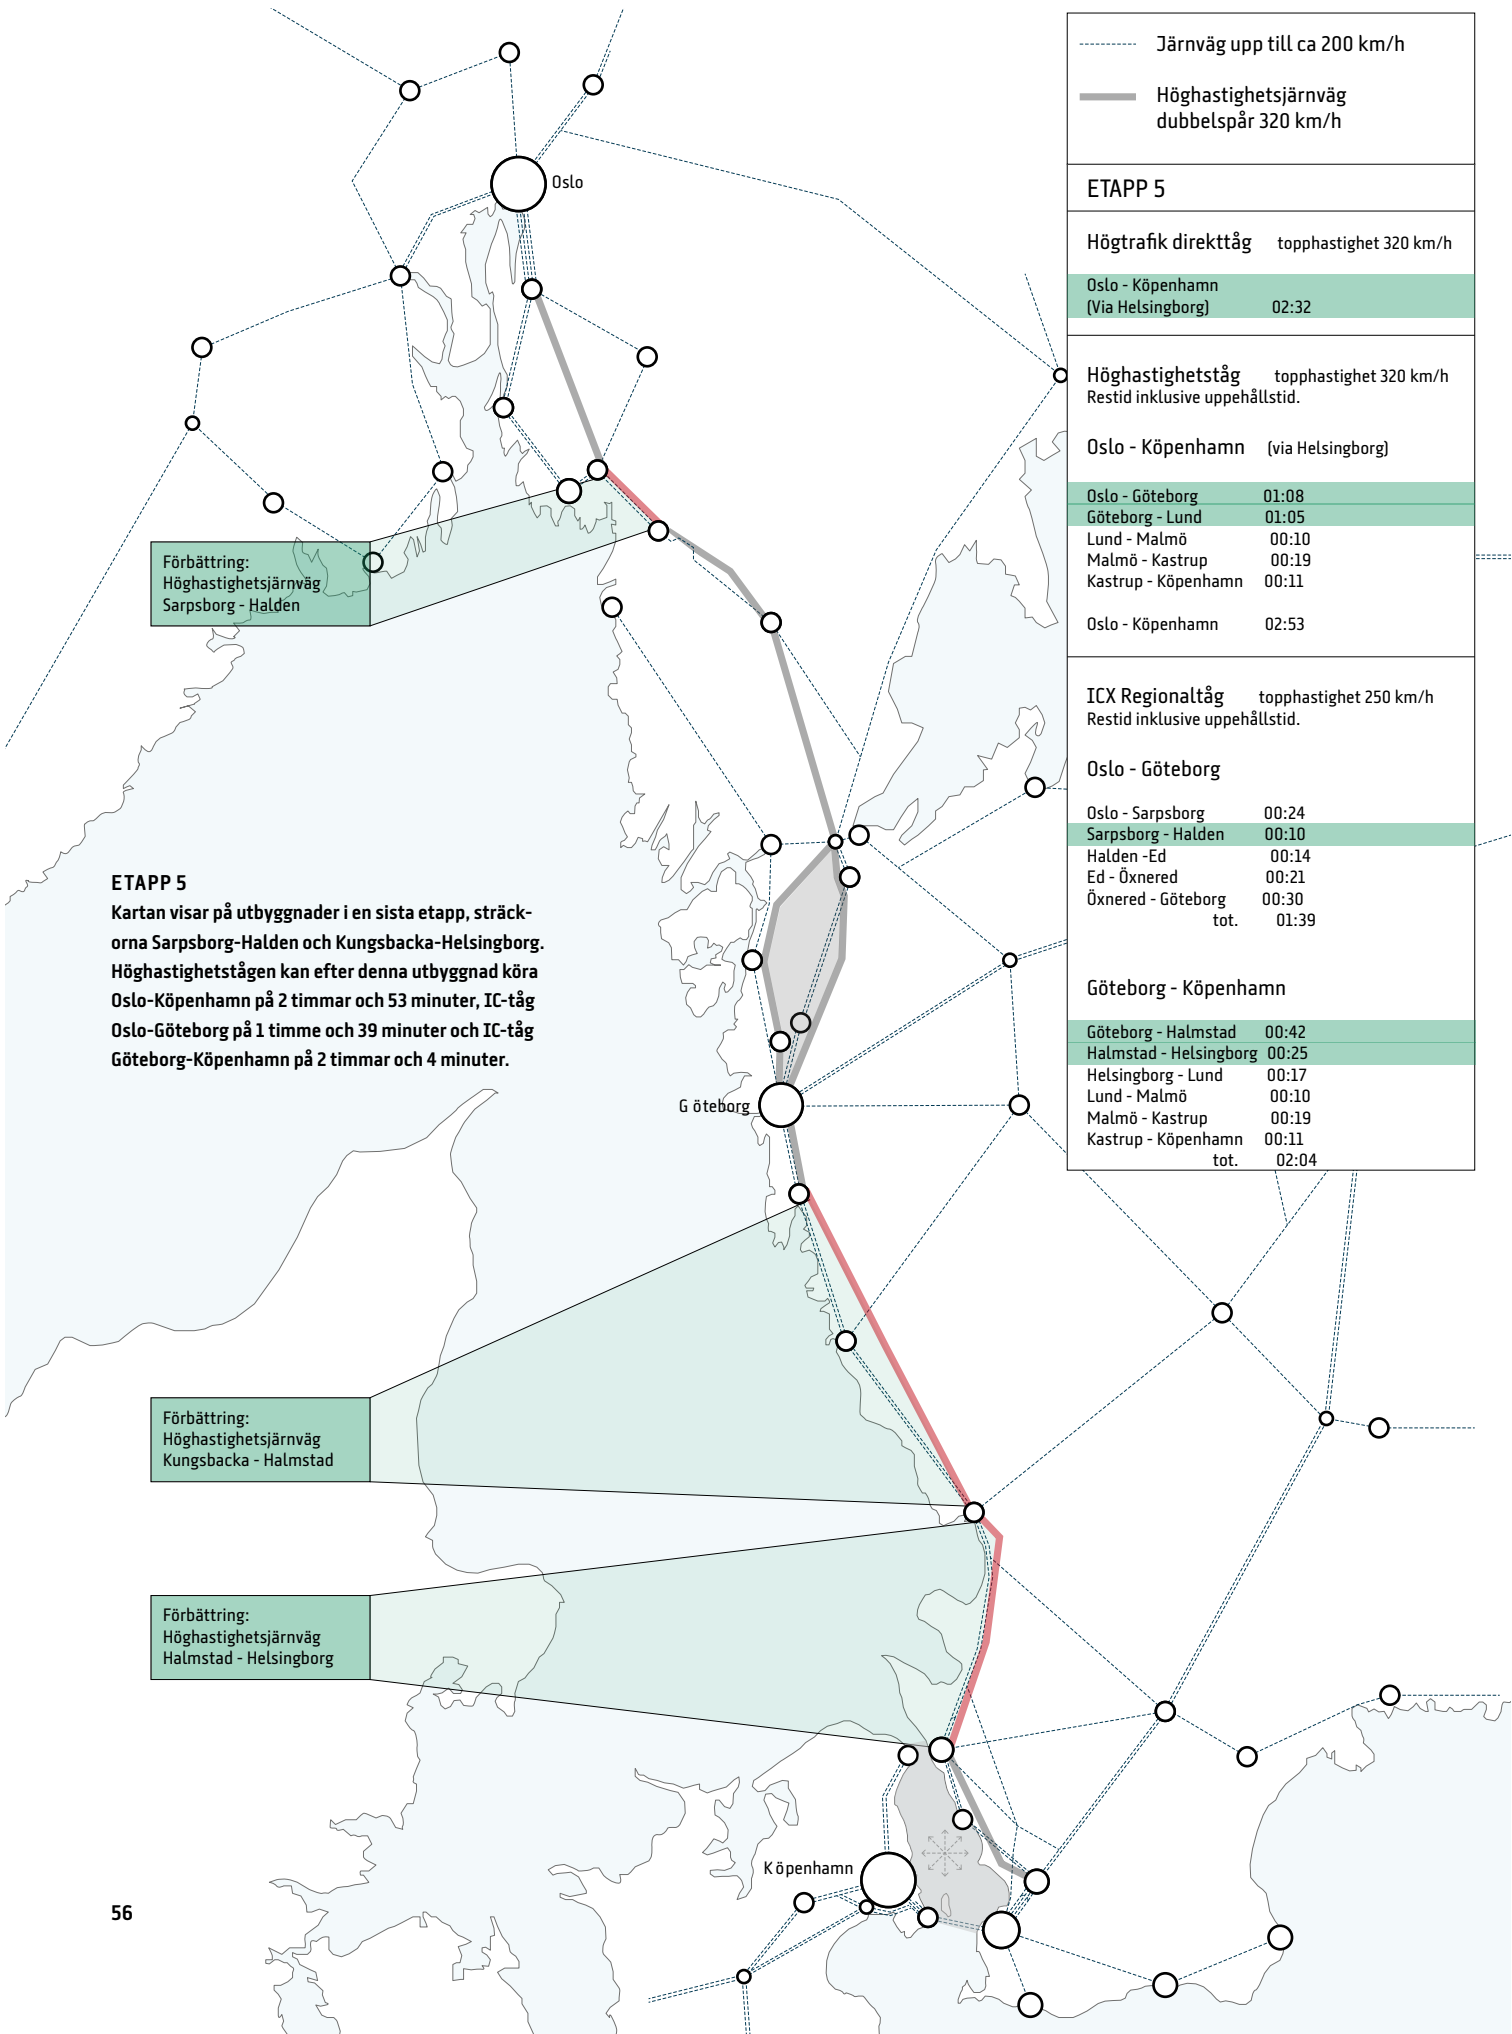 Järnväg upp till ca 200 km/h
Höghastighetsjärnväg
dubbelspår 320 km/h
ETAPP 5
Högtrafik direkttåg topphastighet 320 km/h
Oslo - Köpenhamn
(Via Helsingborg) 02:32
Höghastighetståg topphastighet 320 km/h
Restid inklusive uppehållstid.
Oslo - Köpenhamn (via Helsingborg)
Oslo - Göteborg 01:08
Göteborg - Lund 01:05
Lund - Malmö 00:10
Malmö - Kastrup 00:19
Kastrup - Köpenhamn 00:11
Oslo - Köpenhamn 02:53
ICX Regionaltåg topphastighet 250 km/h
Restid inklusive uppehållstid.
Oslo - Göteborg
Oslo - Sarpsborg 00:24
Sarpsborg - Halden 00:10
Halden -Ed 00:14
Ed - Öxnered 00:21
Öxnered - Göteborg 00:30
tot. 01:39
Göteborg - Köpenhamn
Göteborg - Halmstad 00:42
Halmstad - Helsingborg 00:25
Helsingborg - Lund 00:17
Lund - Malmö 00:10
Malmö - Kastrup 00:19
Kastrup - Köpenhamn 00:11
tot. 02:04
Oslo
Förbättring:
Höghastighetsjärnväg
Sarpsborg - Halden
ETAPP 5
Kartan visar på utbyggnader i en sista etapp, sträck-
orna Sarpsborg-Halden och Kungsbacka-Helsingborg.
Höghastighetstågen kan efter denna utbyggnad köra
Oslo-Köpenhamn på 2 timmar och 53 minuter, IC-tåg
Oslo-Göteborg på 1 timme och 39 minuter och IC-tåg
Göteborg-Köpenhamn på 2 timmar och 4 minuter.
G öteborg
Förbättring:
Höghastighetsjärnväg
Kungsbacka - Halmstad
Förbättring:
Höghastighetsjärnväg
Halmstad - Helsingborg
K öpenhamn
56